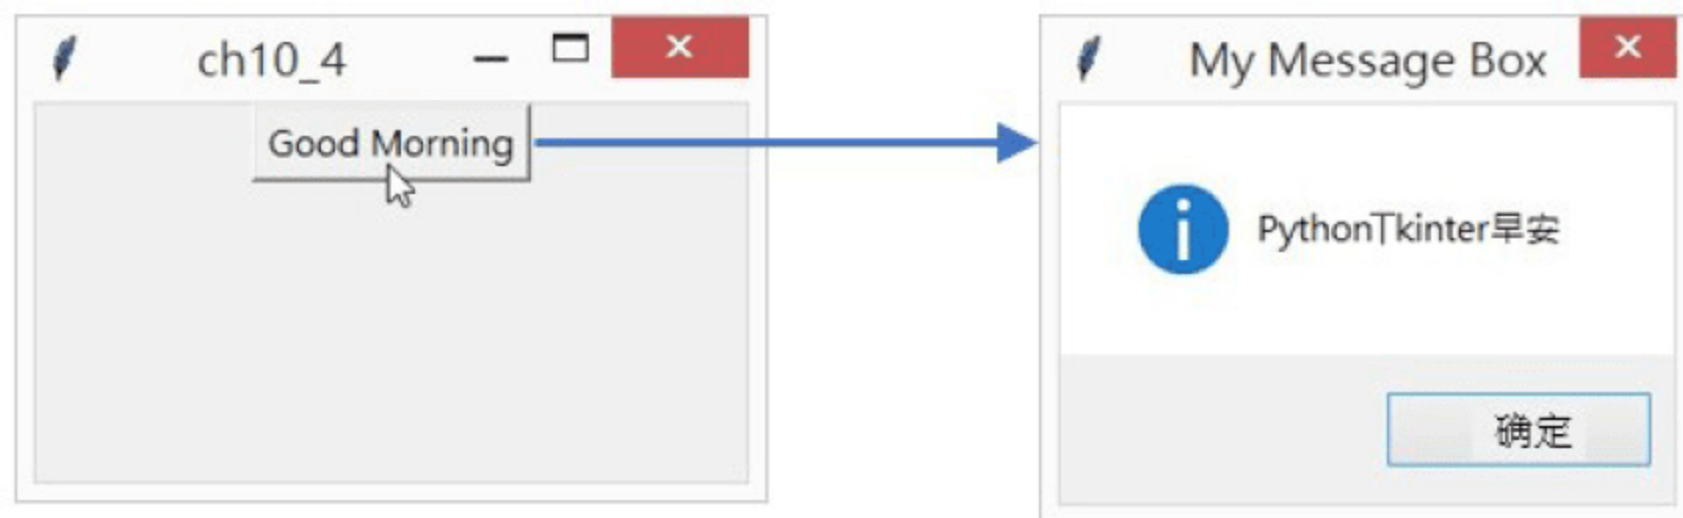 ch10_4
Good Morning
My Message Box
PythonTkinter早安
确定